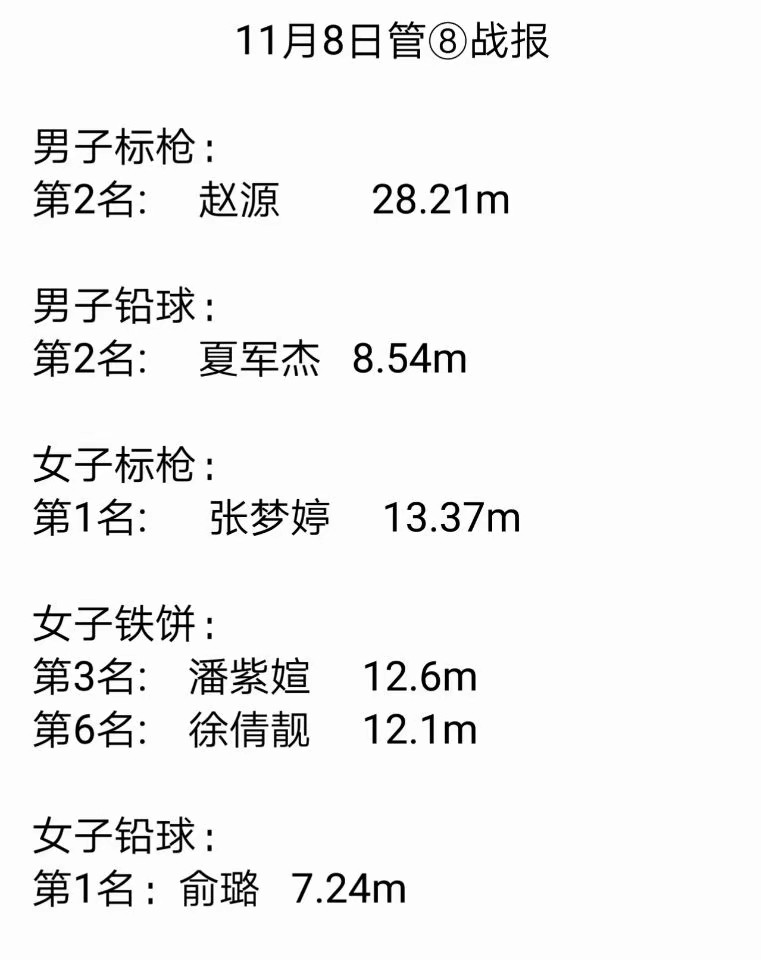 11月8日管⑧战报
男子标枪:
第2名: 赵源 28.21m
男子铅球:
第2名: 夏军杰 8.54m
女子标枪:
第1名: 张梦婷 13.37m
女子铁饼:
第3名: 潘紫媗 12.6m
第6名: 徐倩靓 12.1m
女子铅球:
第1名: 俞璐 7.24m